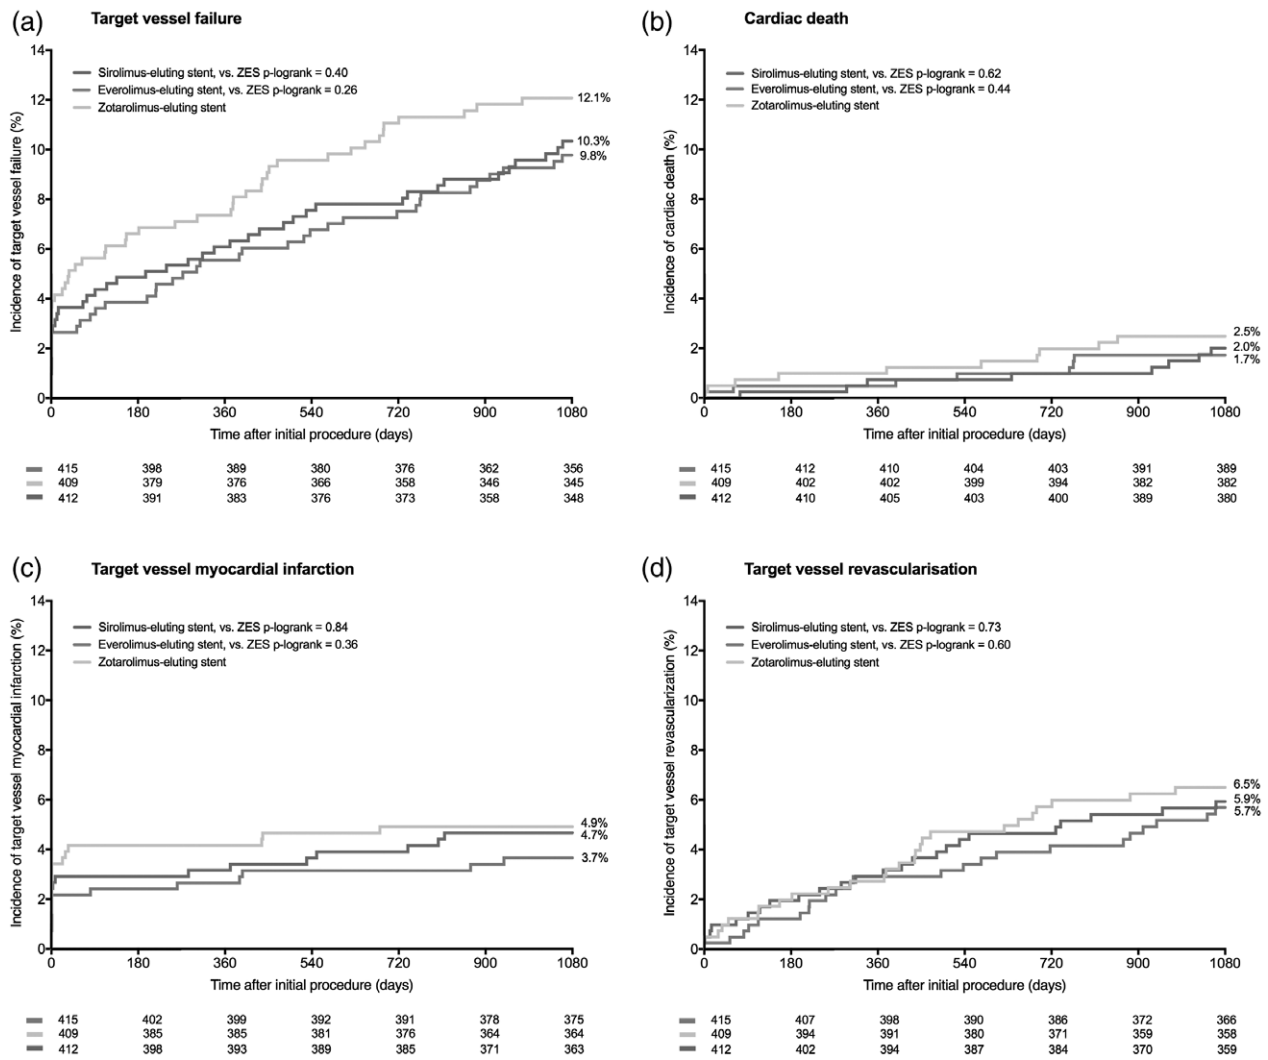 (a) Target vessel failure
Incidence of target vessel failure (%)
14
12
10
8
6
4
2
0
Sirolimus-eluting stent, vs. ZES p-logrank = 0.40
Everolimus-eluting stent, vs. ZES p-logrank = 0.26
Zotarolimus-eluting stent
12.1%
10.3%
9.8%
0 180 360 540 720 900 1080
Time after initial procedure (days)
415 398 389 380 376 362 356
409 379 376 366 358 346 345
412 391 383 376 373 358 348
(b) Cardiac death
Incidence of cardiac death (%)
14
12
10
8
6
4
2
0
Sirolimus-eluting stent, vs. ZES p-logrank = 0.62
Everolimus-eluting stent, vs. ZES p-logrank = 0.44
Zotarolimus-eluting stent
2.5%
2.0%
1.7%
0 180 360 540 720 900 1080
Time after initial procedure (days)
415 412 410 404 403 391 389
409 402 402 399 394 382 382
412 410 405 403 400 389 380
(c) Target vessel myocardial infarction
Incidence of target vessel myocardial infarction (%)
14
12
10
8
6
4
2
0
Sirolimus-eluting stent, vs. ZES p-logrank = 0.84
Everolimus-eluting stent, vs. ZES p-logrank = 0.36
Zotarolimus-eluting stent
4.9%
4.7%
3.7%
0 180 360 540 720 900 1080
Time after initial procedure (days)
415 402 399 392 391 378 375
409 385 385 381 376 364 364
412 398 393 389 385 371 363
(d) Target vessel revascularisation
Incidence of target vessel revascularization (%)
14
12
10
8
6
4
2
0
Sirolimus-eluting stent, vs. ZES p-logrank = 0.73
Everolimus-eluting stent, vs. ZES p-logrank = 0.60
Zotarolimus-eluting stent
6.5%
5.9%
5.7%
0 180 360 540 720 900 1080
Time after initial procedure (days)
415 407 398 390 386 372 366
409 394 391 380 371 359 358
412 402 394 387 384 370 359